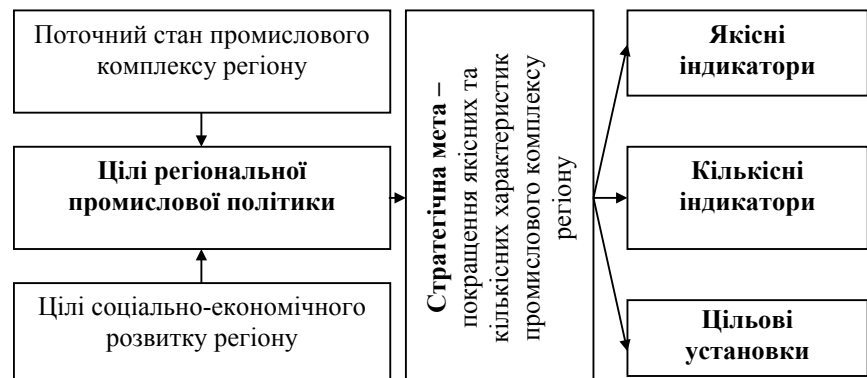 Поточний стан промислового
комплексу регіону
Цілі регіональної
промислової політики
Цілі соціально-економічного
розвитку регіону
Стратегічна мета –
покращення якісних та
кількісних характеристик
промислового комплексу
регіону
Якісні
індикатори
Кількісні
індикатори
Цільові
установки